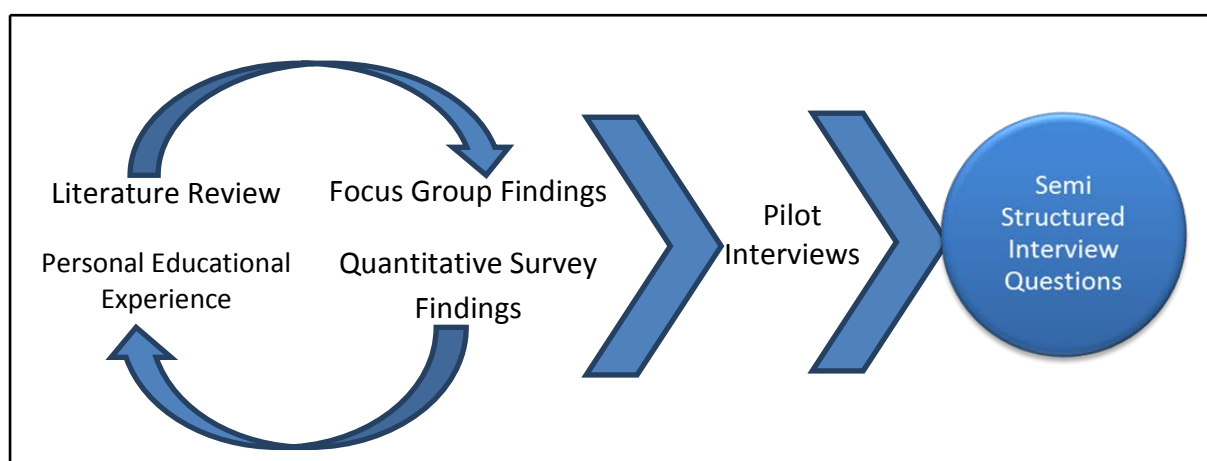 Literature Review
Focus Group Findings
Personal Educational
Experience
Quantitative Survey
Findings
Pilot
Interviews
Semi
Structured
Interview
Questions